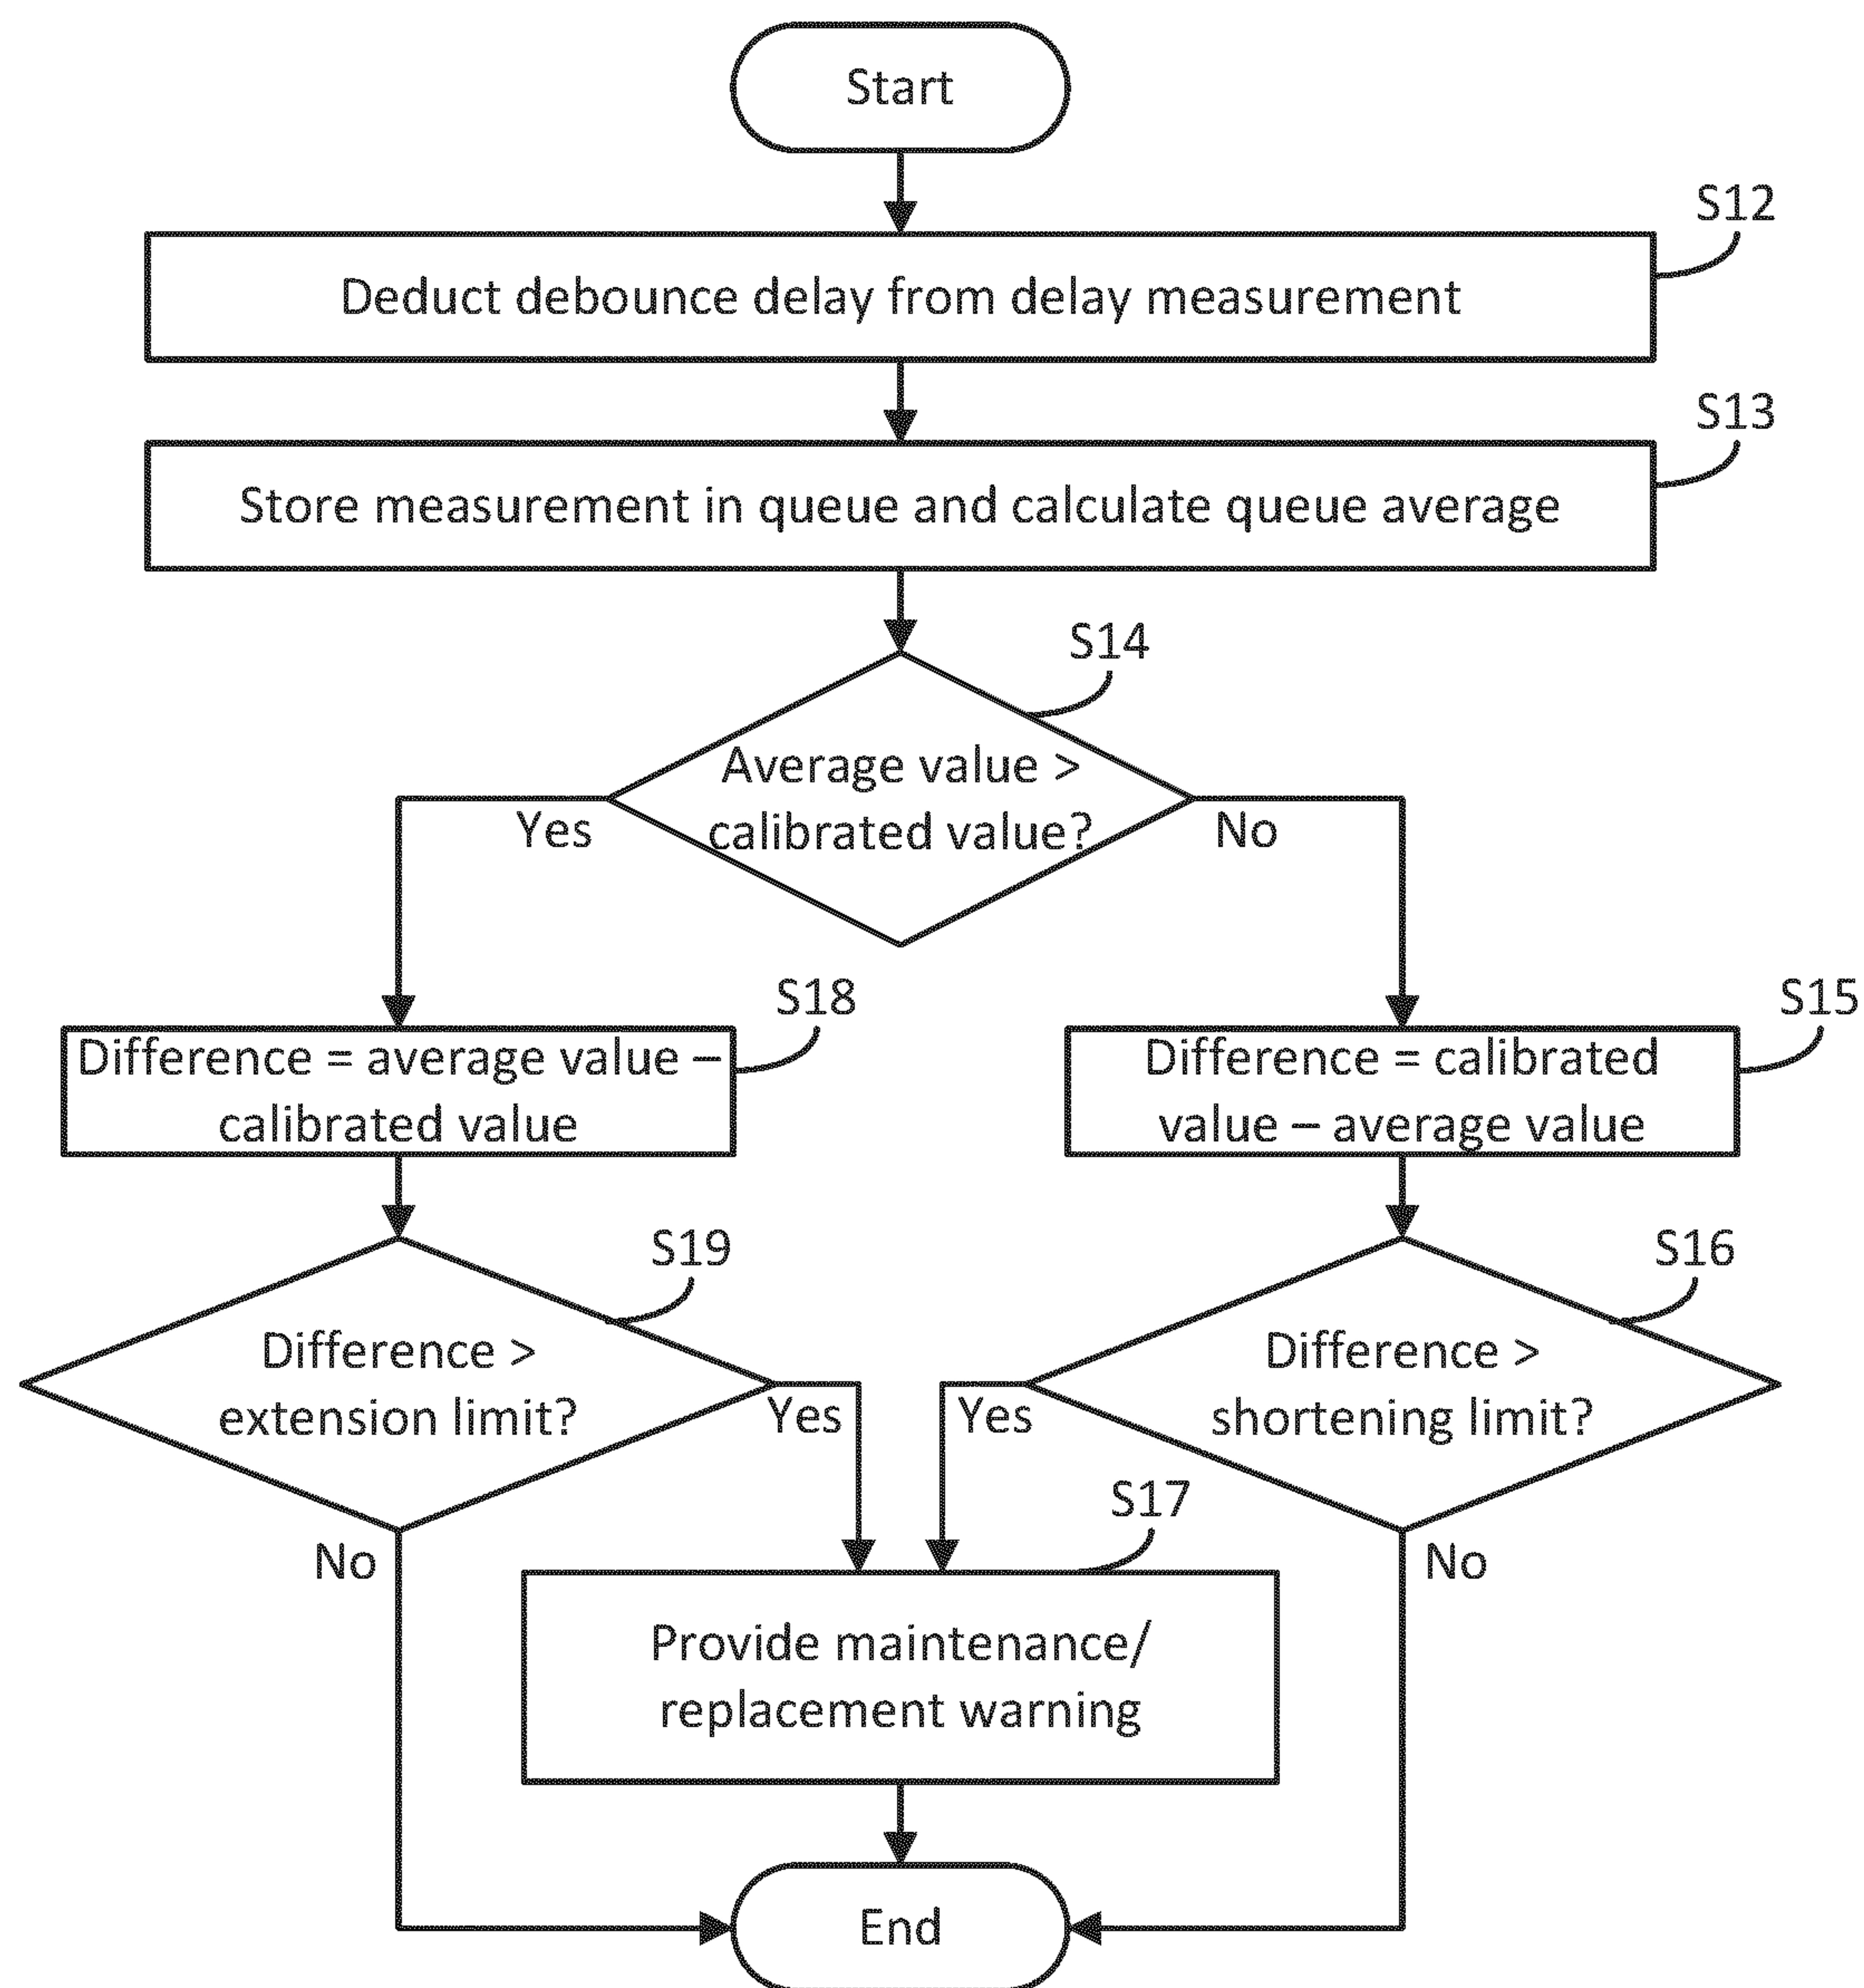 Start
S12
Deduct debounce delay from delay measurement
S13
Store measurement in queue and calculate queue average
S14
Average value >
calibrated value?
Yes
No
S18
Difference = average value –
calibrated value
S15
Difference = calibrated
value – average value
S19
Difference >
extension limit?
Yes
No
S16
Difference >
shortening limit?
Yes
No
S17
Provide maintenance/
replacement warning
End